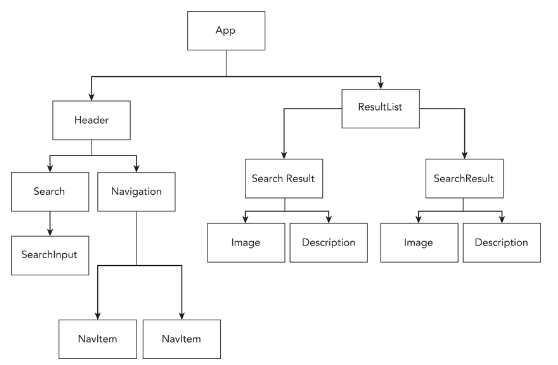 App
Header
ResultList
Search
Navigation
Search Result
SearchResult
SearchInput
Image
Description
Image
Description
NavItem
NavItem